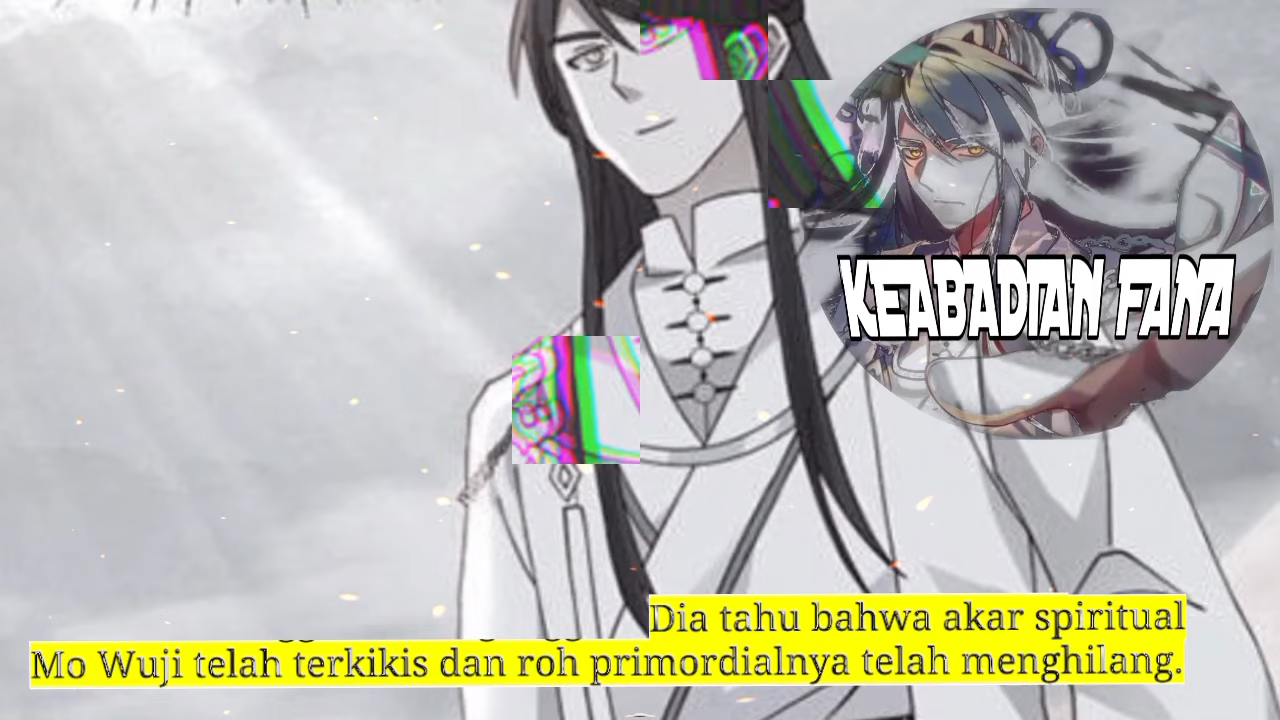 KEABADIAN FANA
Dia tahu bahwa akar spiritual
Mo Wuji telah terkikis dan roh primordialnya telah menghilang.